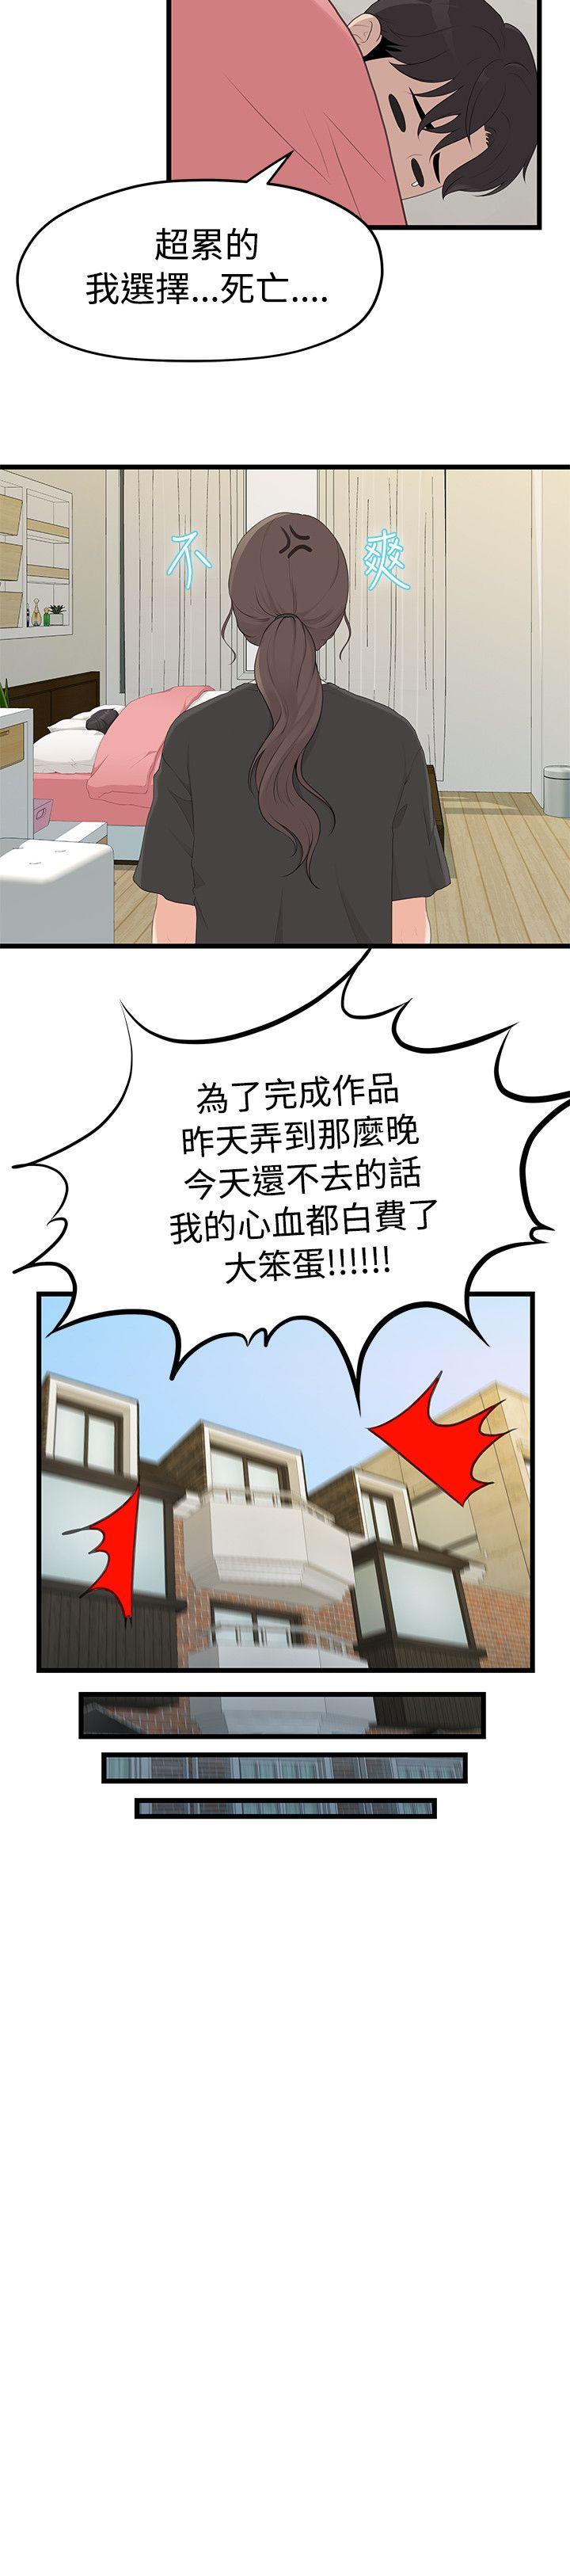 超累的
我選擇...死亡....
不 爽
為了完成作品
昨天弄到那麼晚
今天還不去的話
我的心血都白費了
大笨蛋!!!!!!